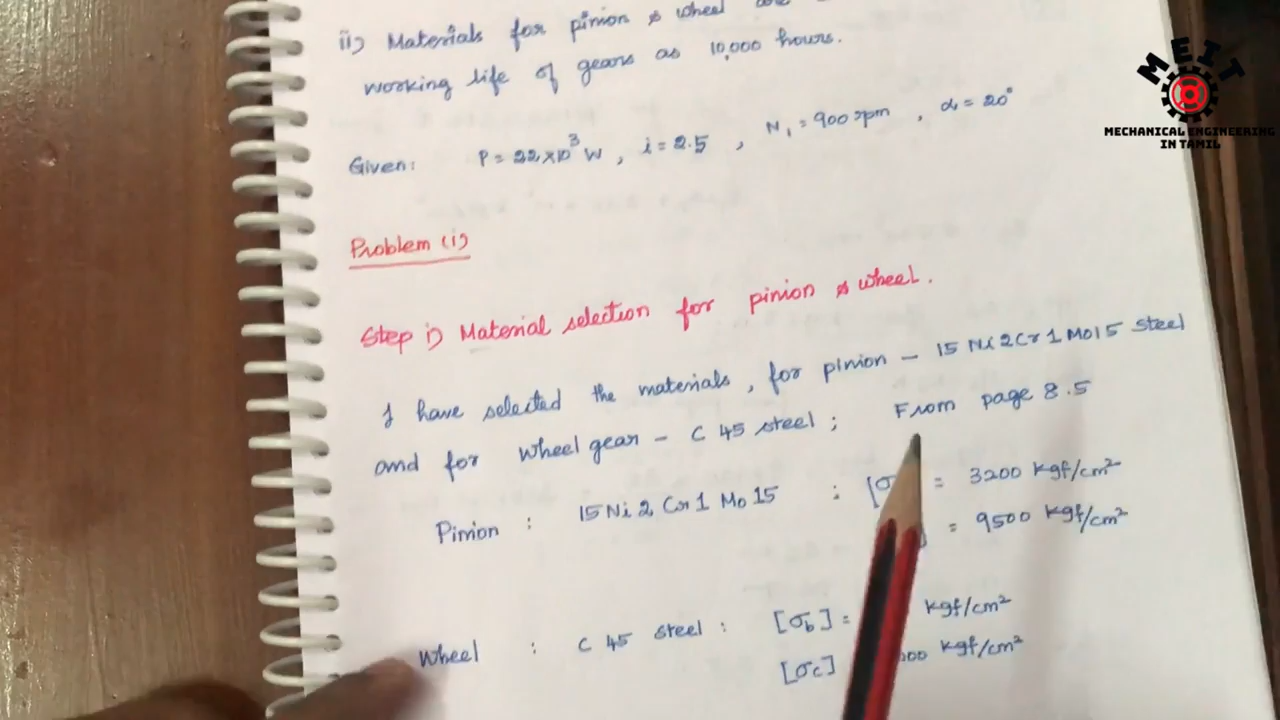 ii) Materials for pinion & wheel
working life of gears as 10,000 hours.
Given: P = 22×10³ W , i = 2.5 , N₁ = 900 rpm , α = 20°
Problem (i)
Step i) Material selection for pinion & wheel.
I have selected the materials, for pinion – 15 Ni 2 Cr 1 Mo 15 steel
and for wheel gear – C 45 steel ; From page 8.5
Pinion : 15 Ni 2 Cr 1 Mo 15 : [σ = 3200 kgf/cm²
] = 9500 kgf/cm²
Wheel : C 45 steel : [σb] = kgf/cm²
[σc] 000 kgf/cm²
MEIT
MECHANICAL ENGINEERING
IN TAMIL